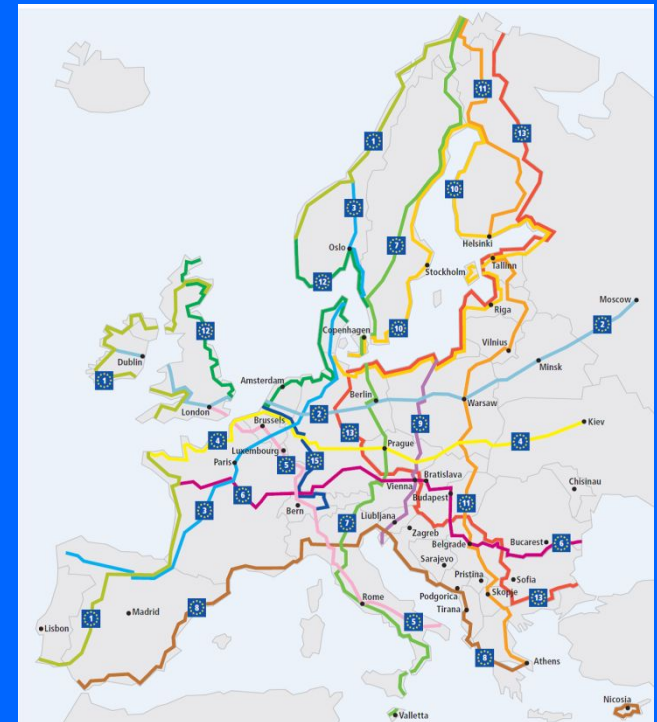 11
13
1
3
10
7
Oslo
Helsinki
12
Stockholm
Tallinn
Moscow
12
Copenhagen
10
Riga
2
Dublin
Vilnius
1
Minsk
Amsterdam
London
2
Berlin
Warsaw
Brussels
9
Kiev
4
13
4
Luxembourg
Prague
Paris
5
15
6
Bratislava
Vienna
Chisinau
Budapest
3
Bern
7
11
Liubljana
Zagreb
Bucarest
6
Belgrade
Sarajevo
Pristina
Sofia
8
Podgorica
Skopje
13
Madrid
Rome
Tirana
1
5
Lisbon
8
Athens
Nicosia
Valletta